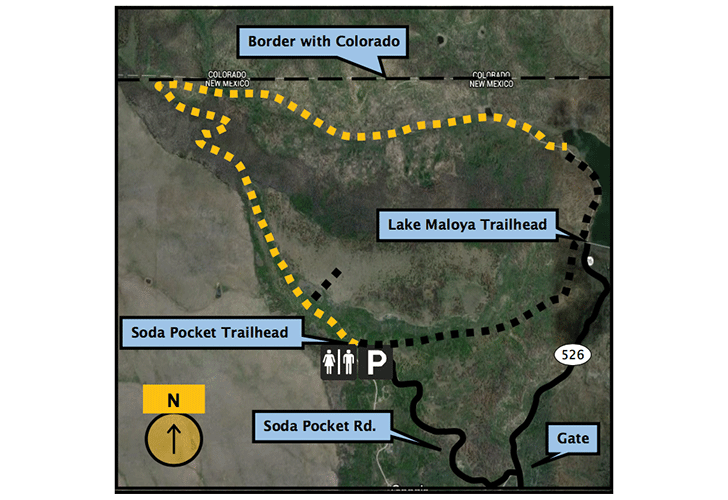 Border with Colorado
COLORADO
NEW MEXICO
COLORADO
NEW MEXICO
Lake Maloya Trailhead
Soda Pocket Trailhead
P
526
N
Soda Pocket Rd.
Gate